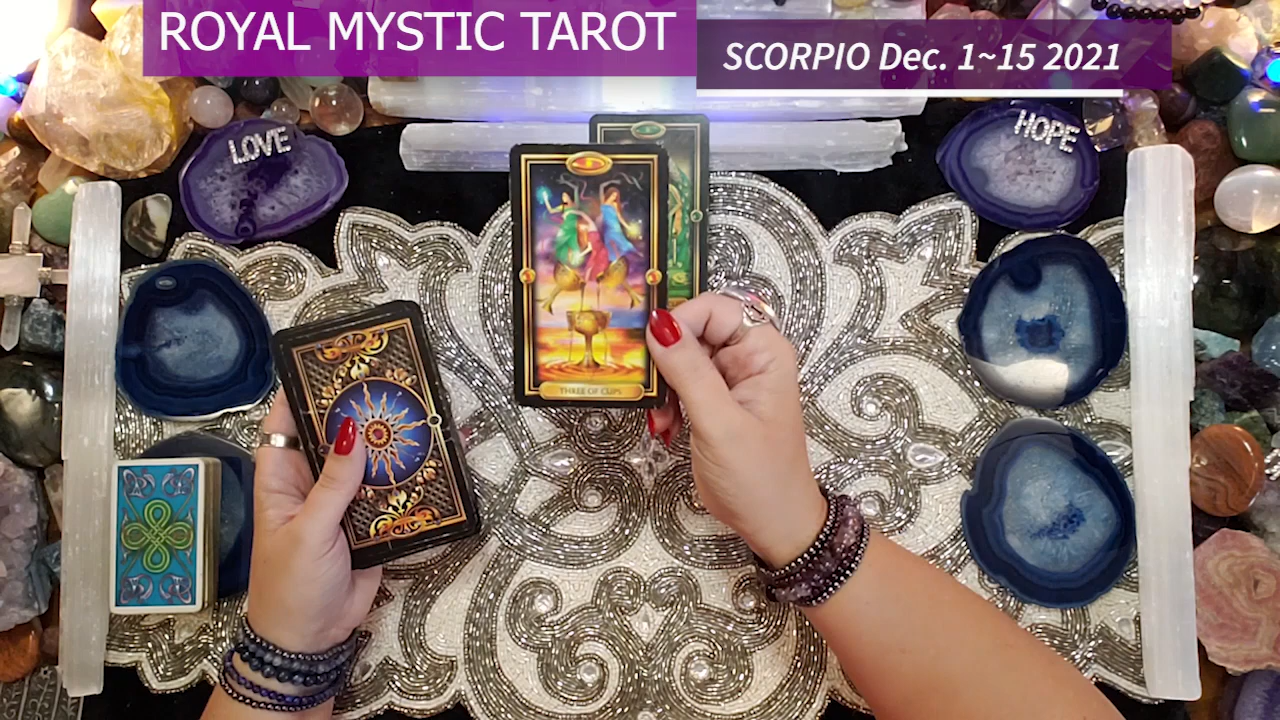 ROYAL MYSTIC TAROT
SCORPIO Dec. 1~15 2021
LOVE
HOPE
THREE OF CUPS